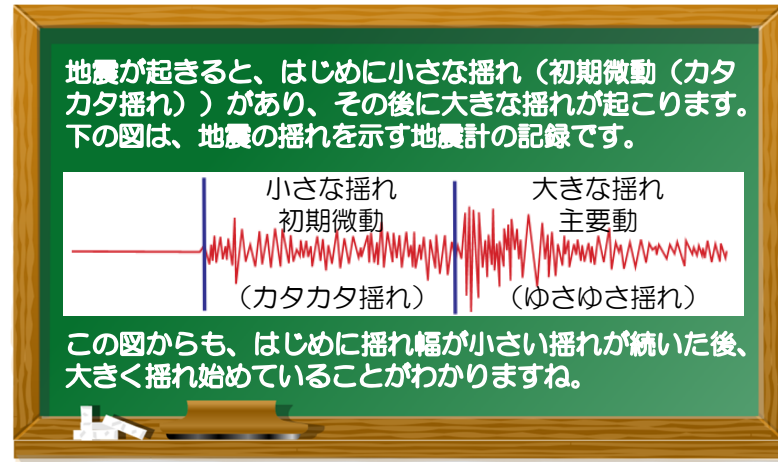 地震が起きると、はじめに小さな揺れ（初期微動（カタ
カタ揺れ））があり、その後に大きな揺れが起こります。
下の図は、地震の揺れを示す地震計の記録です。
小さな揺れ
初期微動
（カタカタ揺れ）
大きな揺れ
主要動
（ゆさゆさ揺れ）
この図からも、はじめに揺れ幅が小さい揺れが続いた後、
大きく揺れ始めていることがわかりますね。